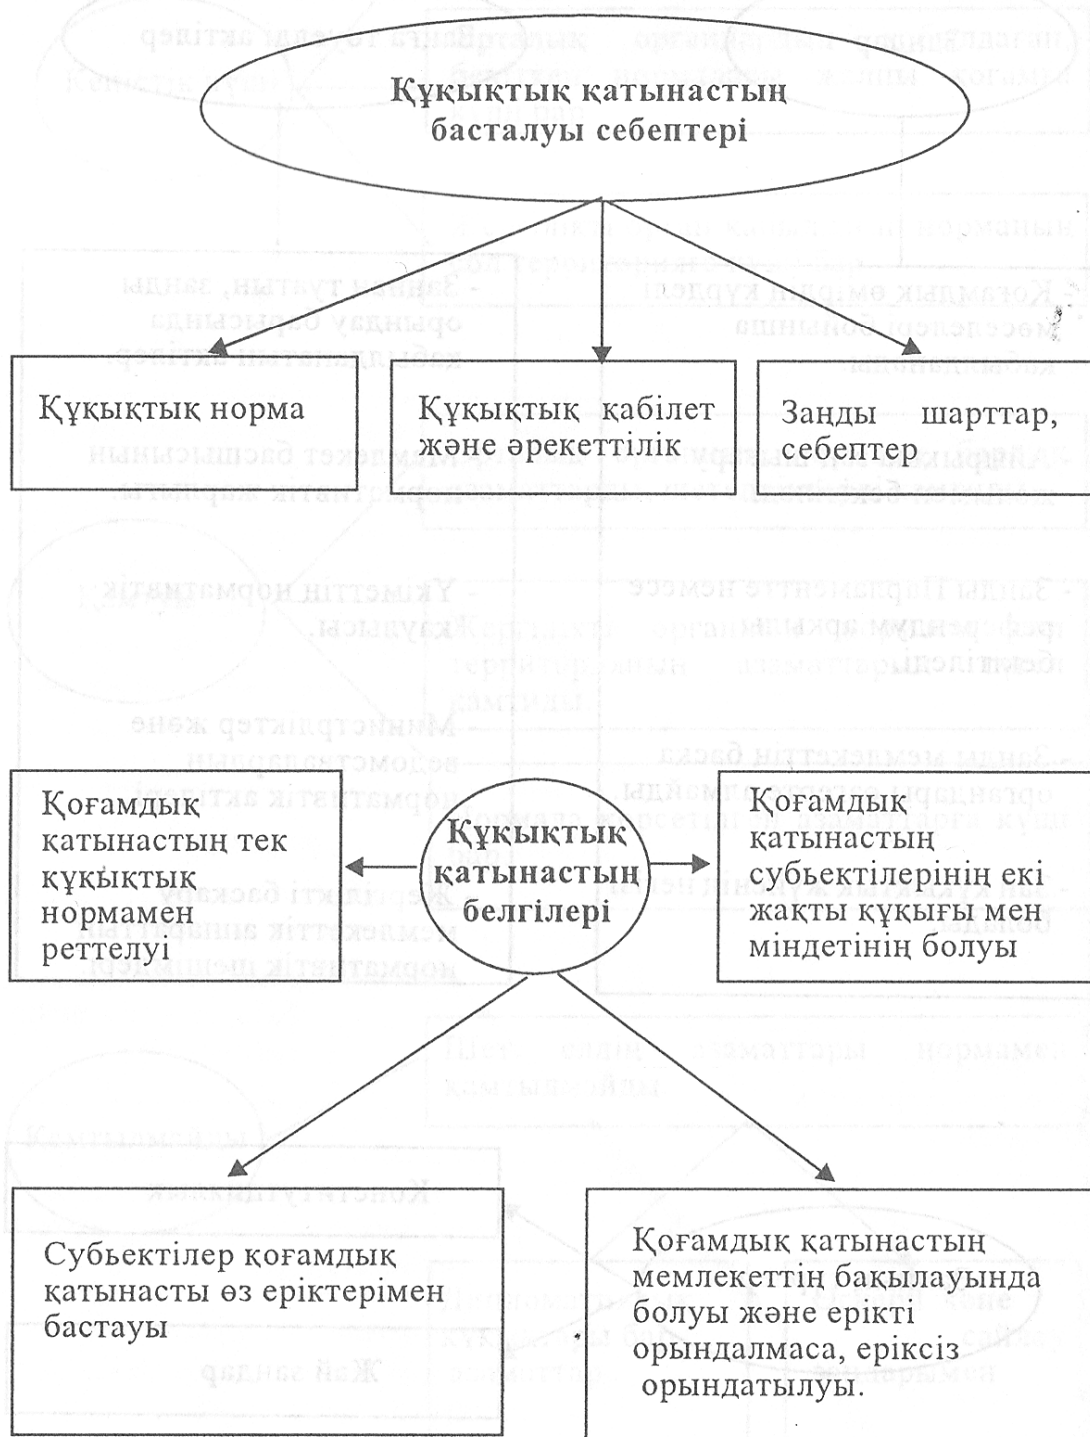 Құқықтық қатынастың
басталуы себептері
Құқықтық норма
Құқықтық қабілет
және әрекеттілік
Заңды шарттар,
себептер
Қоғамдық
қатынастың тек
құқықтық
нормамен
реттелуі
Құқықтық
қатынастың
белгілері
Қоғамдық
қатынастың
субьектілерінің екі
жақты құқығы мен
міндетінің болуы
Субьектілер қоғамдық
қатынасты өз еріктерімен
бастауы
Қоғамдық қатынастың
мемлекеттің бақылауында
болуы және ерікті
орындалмаса, еріксіз
орындатылуы.